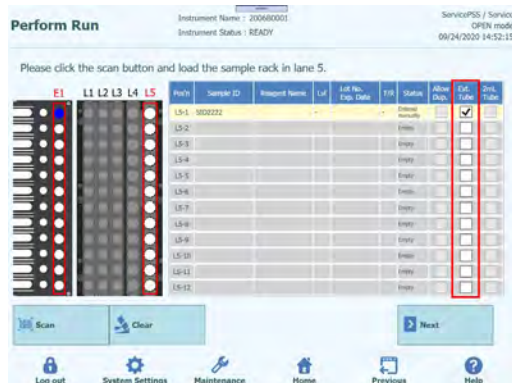 Perform Run
Instrument Name : 200680001
Instrument Status : READY
ServicePSS / Service
OPEN mode
09/24/2020 14:52:15
Please click the scan button and load the sample rack in lane 5.
E1 L1 L2 L3 L4 L5
Pos'n Sample ID Reagent Name Lvl Lot No. Exp. Date F/R Status Allow Dup. Ext. Tube 2mL Tube
L5-1 SID2222 - - Entered Manually
L5-2 Empty
L5-3 Empty
L5-4 Empty
L5-5 Empty
L5-6 Empty
L5-7 Empty
L5-8 Empty
L5-9 Empty
L5-10 Empty
L5-11 Empty
L5-12 Empty
Scan Clear Next
Log out System Settings Maintenance Home Previous Help